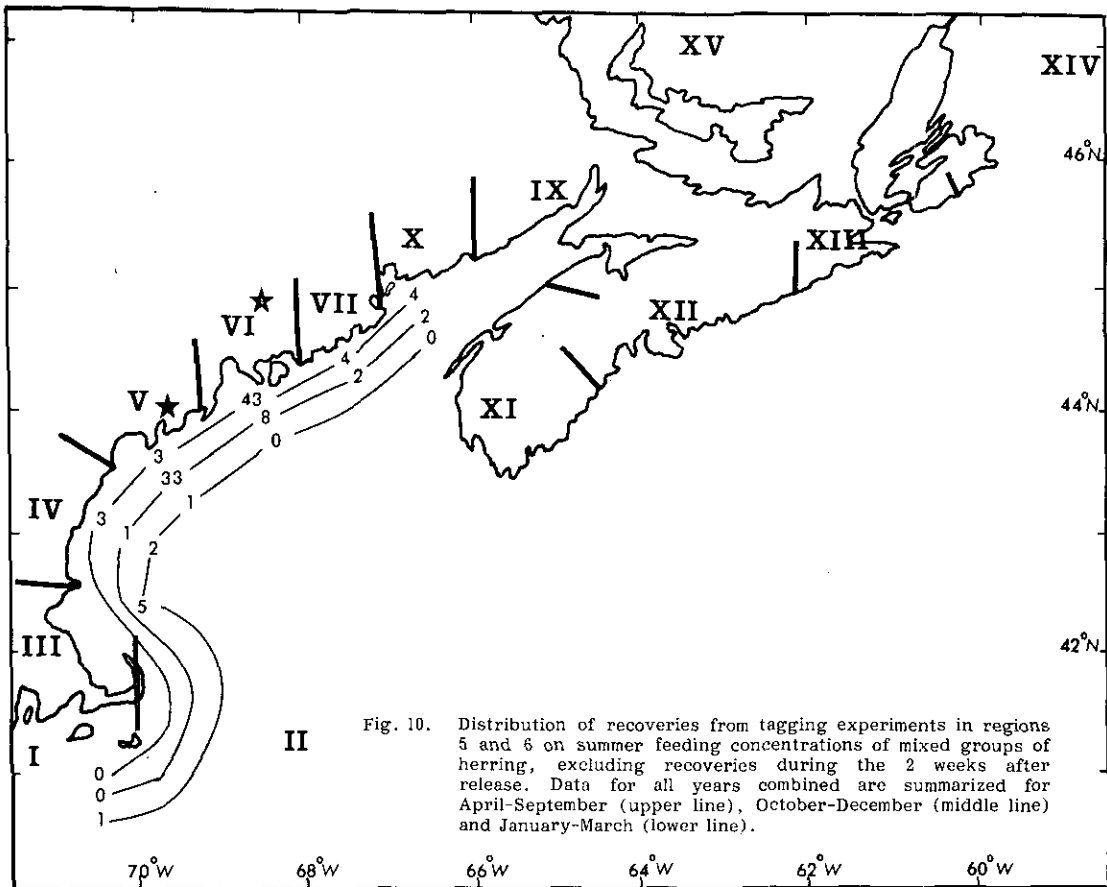 XV
XIV
46°N
IX
X
XIII
VII
VI
XII
4
2
0
4
2
V
XI
44°N
43
8
0
3
33
1
IV
3
1
2
5
III
42°N
I
II
0
0
1
Fig. 10. Distribution of recoveries from tagging experiments in regions
5 and 6 on summer feeding concentrations of mixed groups of
herring, excluding recoveries during the 2 weeks after
release. Data for all years combined are summarized for
April-September (upper line), October-December (middle line)
and January-March (lower line).
70°W 68°W 66°W 64°W 62°W 60°W